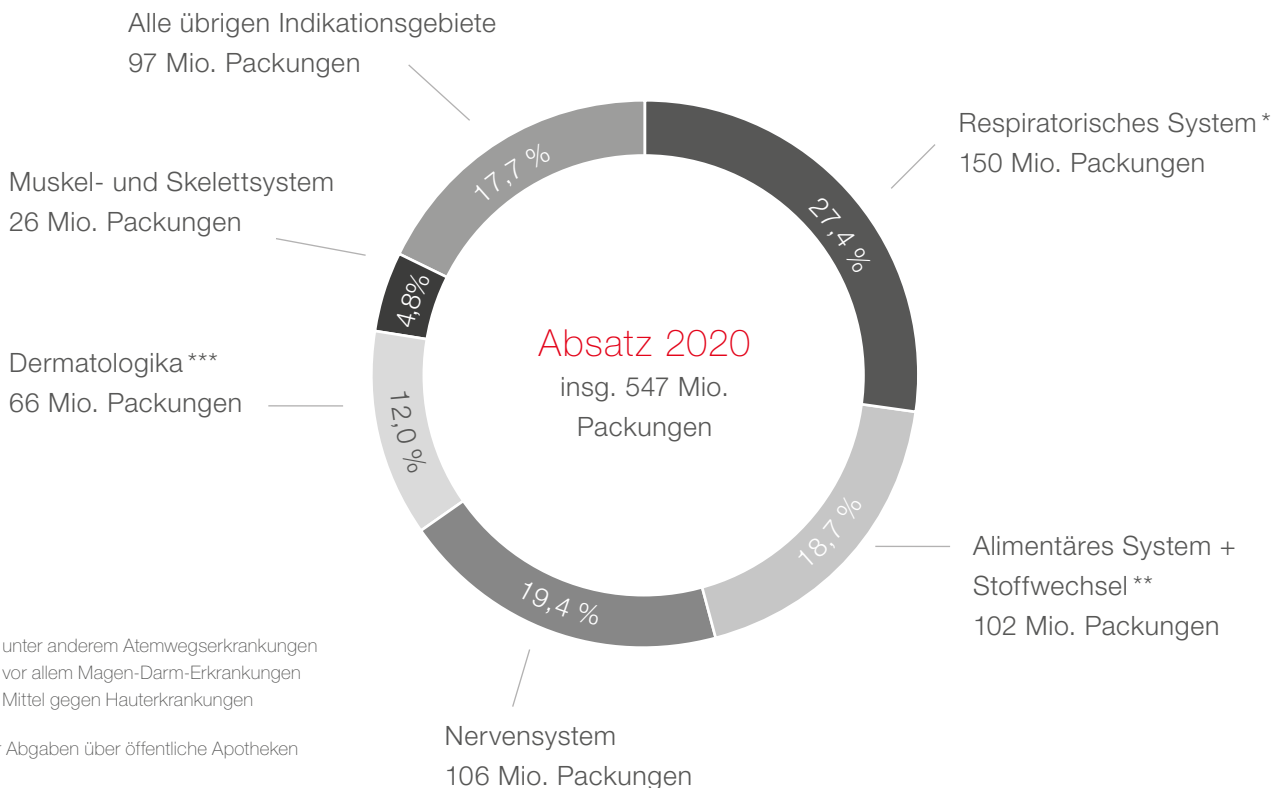 Alle übrigen Indikationsgebiete
97 Mio. Packungen
Respiratorisches System *
150 Mio. Packungen
Muskel- und Skelettsystem
26 Mio. Packungen
17,7 %
27,4 %
4,8%
Dermatologika ***
66 Mio. Packungen
Absatz 2020
insg. 547 Mio.
Packungen
12,0 %
18,7 %
19,4 %
Alimentäres System +
Stoffwechsel **
102 Mio. Packungen
unter anderem Atemwegserkrankungen
vor allem Magen-Darm-Erkrankungen
Mittel gegen Hauterkrankungen
Abgaben über öffentliche Apotheken
Nervensystem
106 Mio. Packungen